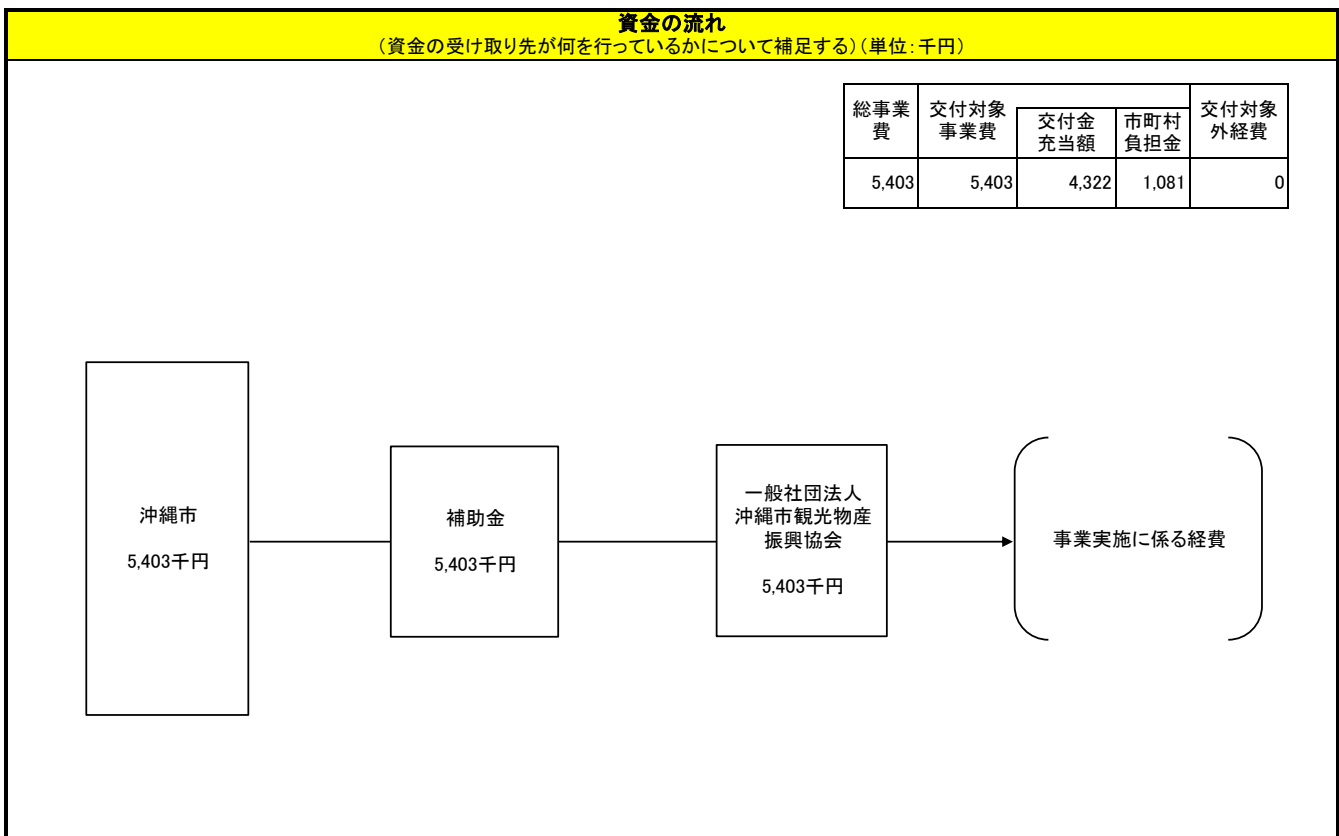 資金の流れ
（資金の受け取り先が何を行っているかについて補足する）（単位：千円）
総事業費 交付対象事業費 交付金充当額 市町村負担金 交付対象外経費
5,403 5,403 4,322 1,081 0
沖縄市
5,403千円
補助金
5,403千円
一般社団法人
沖縄市観光物産
振興協会
5,403千円
事業実施に係る経費